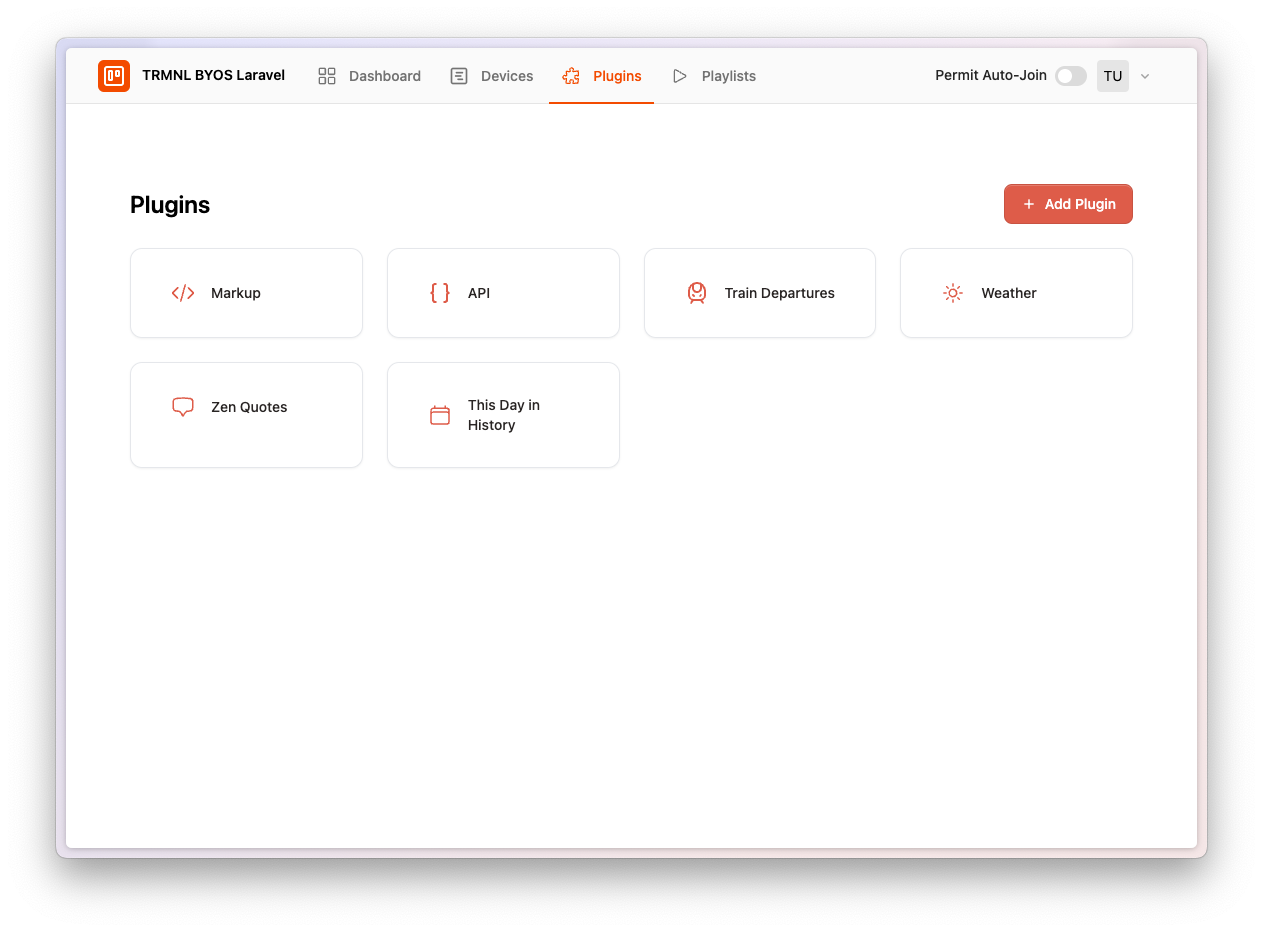 TRMNL BYOS Laravel
Dashboard
Devices
Plugins
Playlists
Permit Auto-Join
TU
Plugins
Add Plugin
Markup
API
Train Departures
Weather
Zen Quotes
This Day in
History